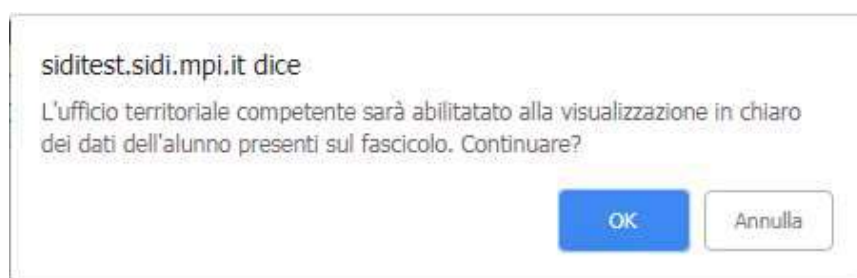 siditest.sidi.mpi.it dice
L'ufficio territoriale competente sarà abilitatato alla visualizzazione in chiaro
dei dati dell'alunno presenti sul fascicolo. Continuare?
OK
Annulla